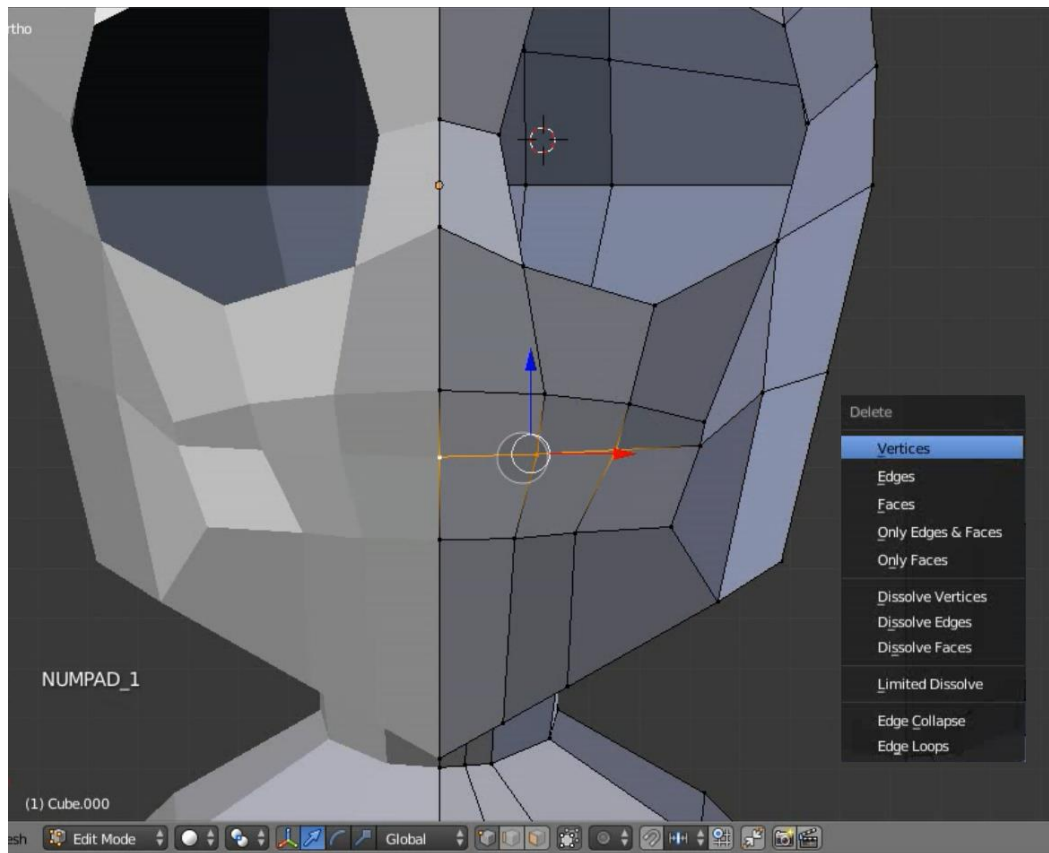 rtho
Delete
Vertices
Edges
Faces
Only Edges & Faces
Only Faces
Dissolve Vertices
Dissolve Edges
Dissolve Faces
Limited Dissolve
Edge Collapse
Edge Loops
NUMPAD_1
(1) Cube.000
esh Edit Mode Global